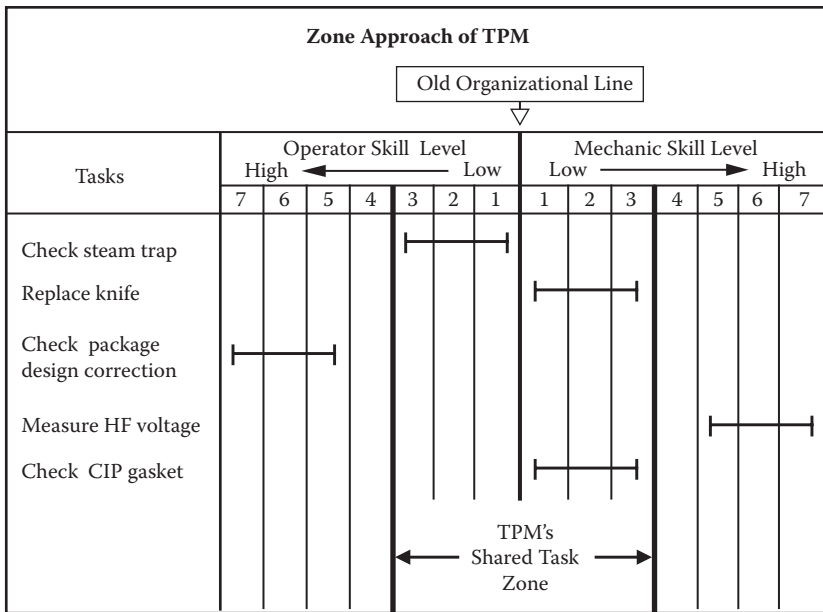 Zone Approach of TPM
Old Organizational Line
Tasks
Operator Skill Level
High Low
Mechanic Skill Level
Low High
7 6 5 4 3 2 1 1 2 3 4 5 6 7
Check steam trap
Replace knife
Check package
design correction
Measure HF voltage
Check CIP gasket
TPM's
Shared Task
Zone